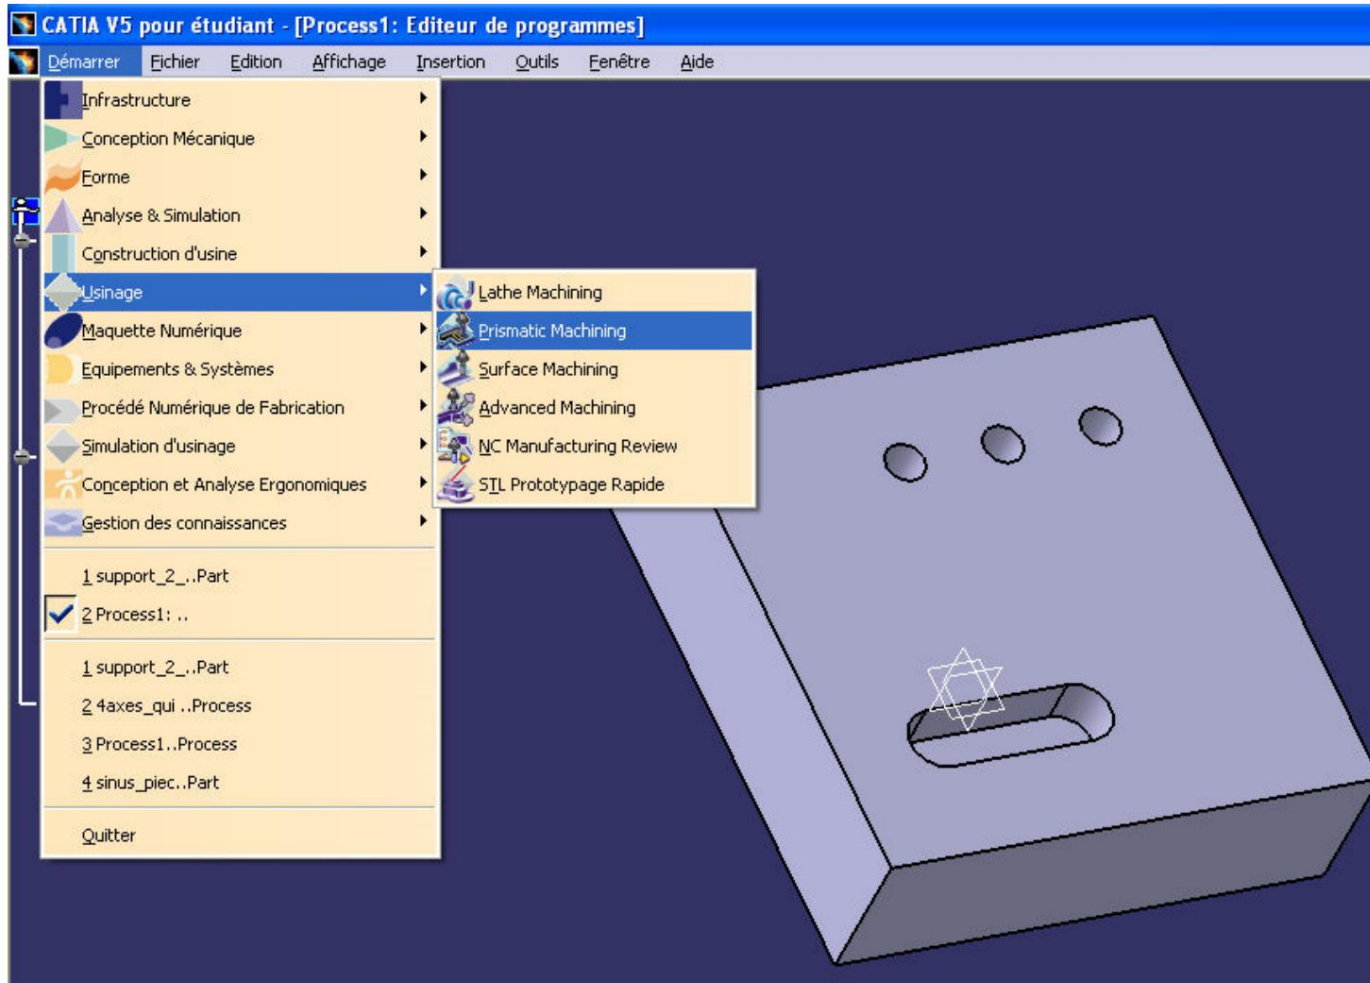 CATIA V5 pour étudiant - [Process1: Editeur de programmes]
Démarrer Fichier Edition Affichage Insertion Outils Fenêtre Aide
Infrastructure
Conception Mécanique
Forme
Analyse & Simulation
Construction d'usine
Usinage
Maquette Numérique
Equipements & Systèmes
Procédé Numérique de Fabrication
Simulation d'usinage
Conception et Analyse Ergonomiques
Gestion des connaissances
1 support_2_..Part
2 Process1: ..
1 support_2_..Part
2 4axes_qui ..Process
3 Process1..Process
4 sinus_piec..Part
Quitter
Lathe Machining
Prismatic Machining
Surface Machining
Advanced Machining
NC Manufacturing Review
STL Prototypage Rapide